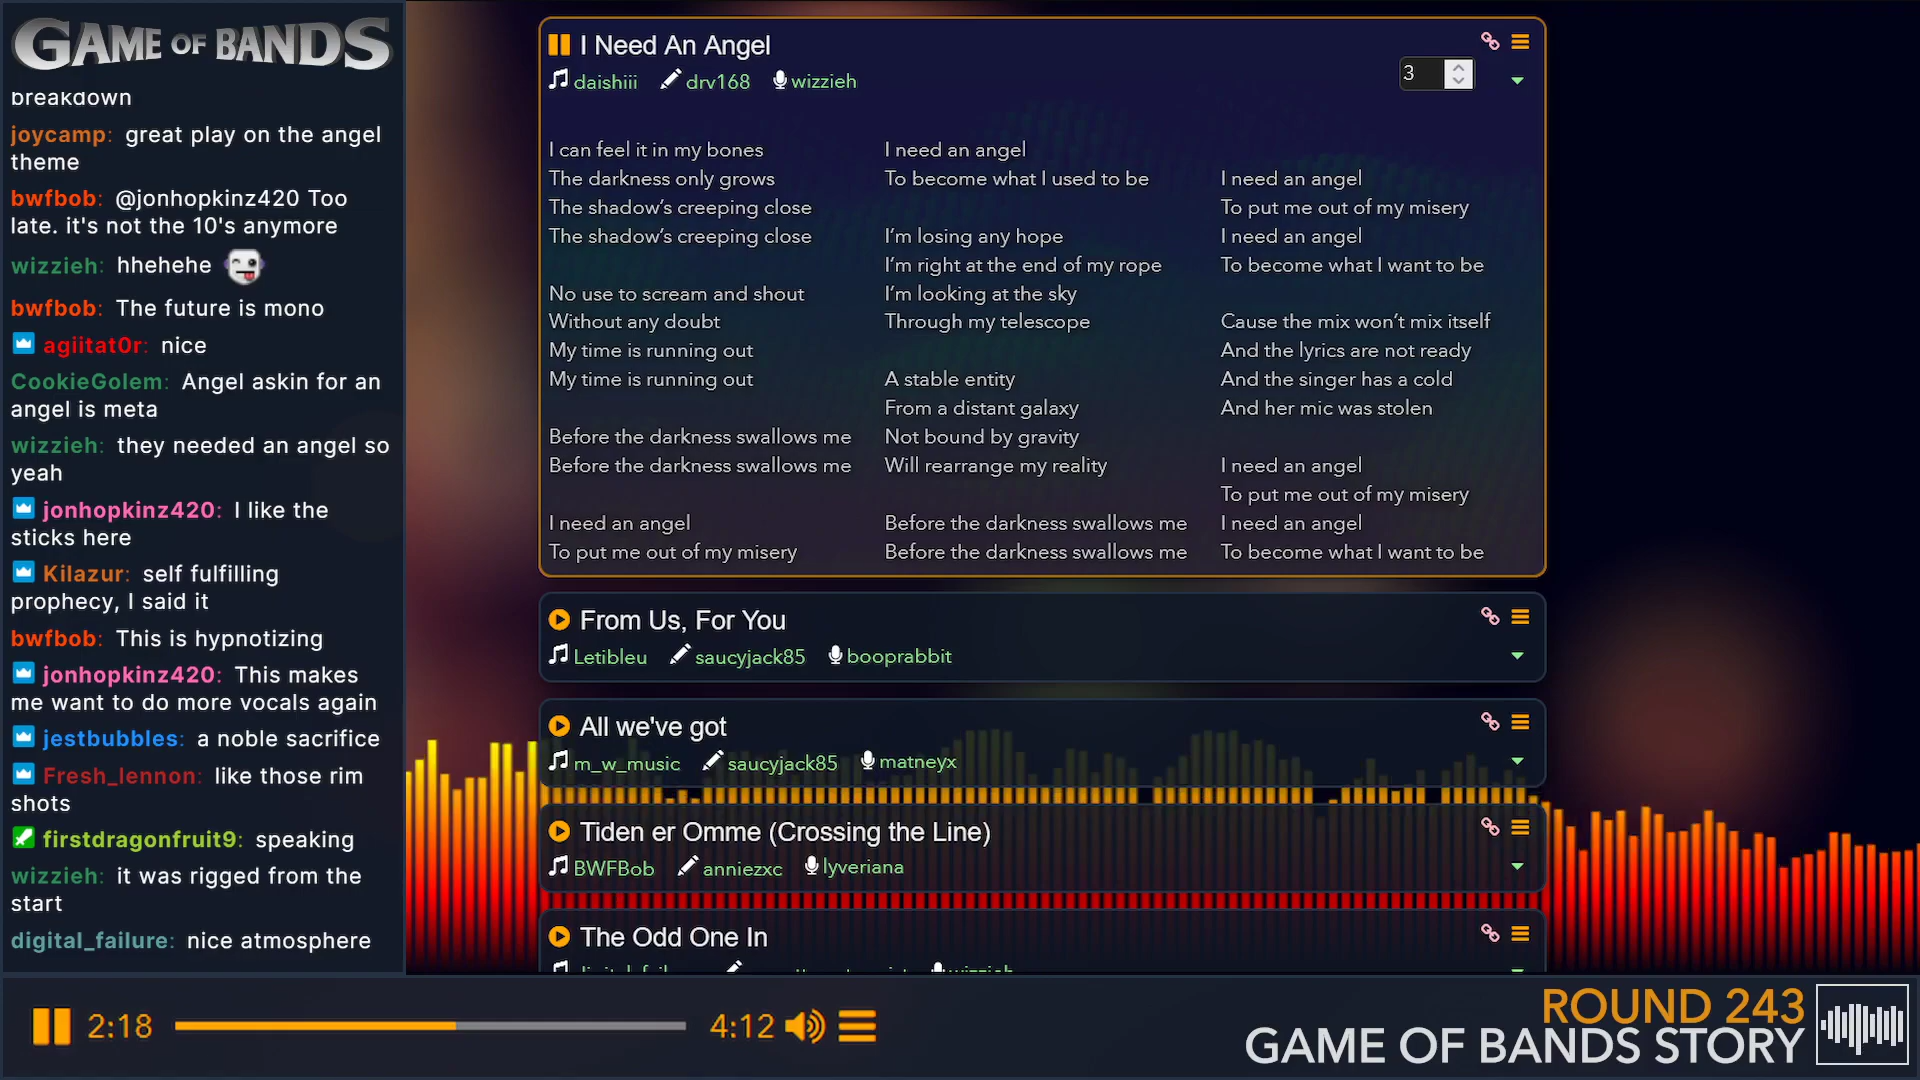 GAME OF BANDS
breakdown
joycamp: great play on the angel
theme
bwfbob: @jonhopkinz420 Too
late. it's not the 10's anymore
wizzieh: hhehehe
bwfbob: The future is mono
agiitat0r: nice
CookieGolem: Angel askin for an
angel is meta
wizzieh: they needed an angel so
yeah
jonhopkinz420: I like the
sticks here
Kilazur: self fulfilling
prophecy, I said it
bwfbob: This is hypnotizing
jonhopkinz420: This makes
me want to do more vocals again
jestbubbles: a noble sacrifice
Fresh_lennon: like those rim
shots
firstdragonfruit9: speaking
wizzieh: it was rigged from the
start
digital_failure: nice atmosphere
I Need An Angel
daishiii drv168 wizzieh
3
I can feel it in my bones
The darkness only grows
The shadow's creeping close
The shadow's creeping close
No use to scream and shout
Without any doubt
My time is running out
My time is running out
Before the darkness swallows me
Before the darkness swallows me
I need an angel
To put me out of my misery
I need an angel
To become what I used to be
I'm losing any hope
I'm right at the end of my rope
I'm looking at the sky
Through my telescope
A stable entity
From a distant galaxy
Not bound by gravity
Will rearrange my reality
Before the darkness swallows me
Before the darkness swallows me
I need an angel
To put me out of my misery
I need an angel
To become what I want to be
Cause the mix won't mix itself
And the lyrics are not ready
And the singer has a cold
And her mic was stolen
I need an angel
To put me out of my misery
I need an angel
To become what I want to be
From Us, For You
Letibleu saucyjack85 booprabbit
All we've got
m_w_music saucyjack85 matneyx
Tiden er Omme (Crossing the Line)
BWFBob anniezxc lyveriana
The Odd One In
wizzieh
2:18 4:12
ROUND 243
GAME OF BANDS STORY